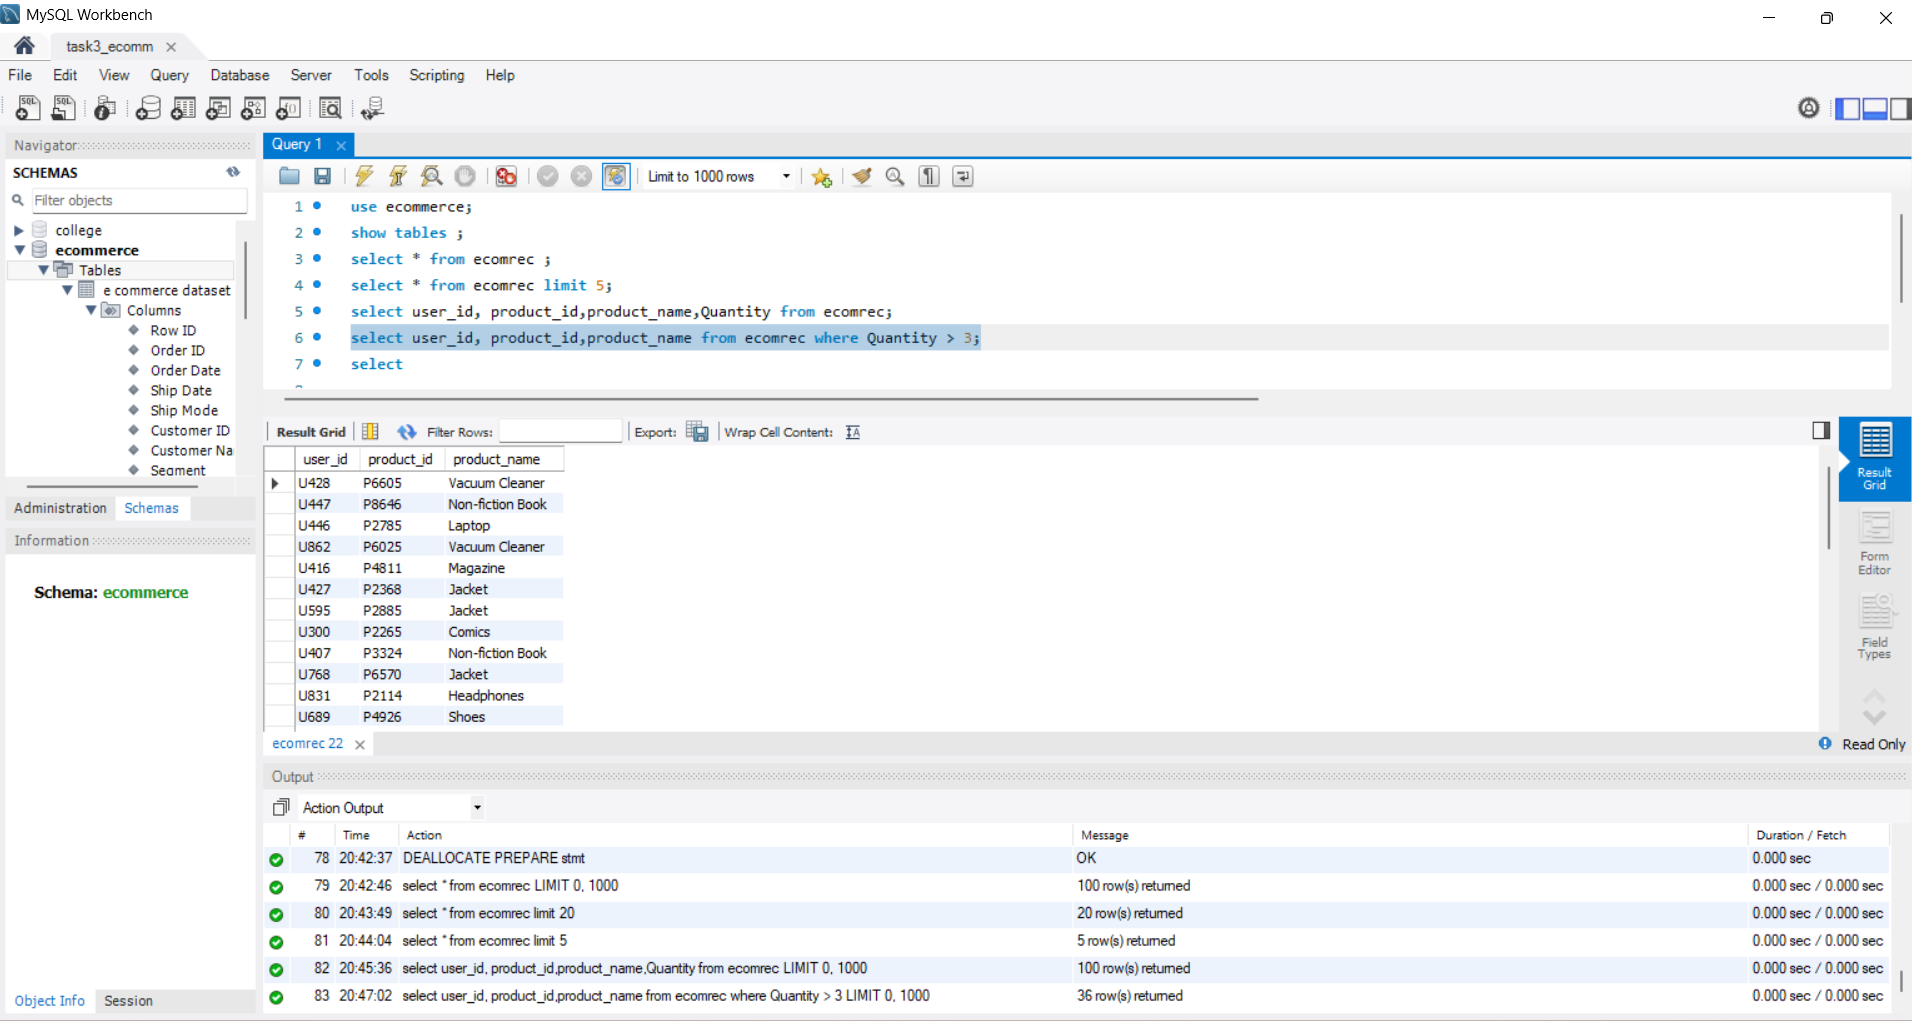 MySQL Workbench
task3_ecomm
File Edit View Query Database Server Tools Scripting Help
Navigator
SCHEMAS
Filter objects
college
ecommerce
Tables
e commerce dataset
Columns
Row ID
Order ID
Order Date
Ship Date
Ship Mode
Customer ID
Customer Na
Segment
Administration Schemas
Information
Schema: ecommerce
Object Info Session
Query 1
Limit to 1000 rows
1 use ecommerce;
2 show tables ;
3 select * from ecomrec ;
4 select * from ecomrec limit 5;
5 select user_id, product_id,product_name,Quantity from ecomrec;
6 select user_id, product_id,product_name from ecomrec where Quantity > 3;
7 select
Result Grid Filter Rows: Export: Wrap Cell Content:
user_id product_id product_name
U428 P6605 Vacuum Cleaner
U447 P8646 Non-fiction Book
U446 P2785 Laptop
U862 P6025 Vacuum Cleaner
U416 P4811 Magazine
U427 P2368 Jacket
U595 P2885 Jacket
U300 P2265 Comics
U407 P3324 Non-fiction Book
U768 P6570 Jacket
U831 P2114 Headphones
U689 P4926 Shoes
Result
Grid
Form
Editor
Field
Types
ecomrec 22
Read Only
Output
Action Output
# Time Action Message Duration / Fetch
78 20:42:37 DEALLOCATE PREPARE stmt OK 0.000 sec
79 20:42:46 select * from ecomrec LIMIT 0, 1000 100 row(s) returned 0.000 sec / 0.000 sec
80 20:43:49 select * from ecomrec limit 20 20 row(s) returned 0.000 sec / 0.000 sec
81 20:44:04 select * from ecomrec limit 5 5 row(s) returned 0.000 sec / 0.000 sec
82 20:45:36 select user_id, product_id,product_name,Quantity from ecomrec LIMIT 0, 1000 100 row(s) returned 0.000 sec / 0.000 sec
83 20:47:02 select user_id, product_id,product_name from ecomrec where Quantity > 3 LIMIT 0, 1000 36 row(s) returned 0.000 sec / 0.000 sec